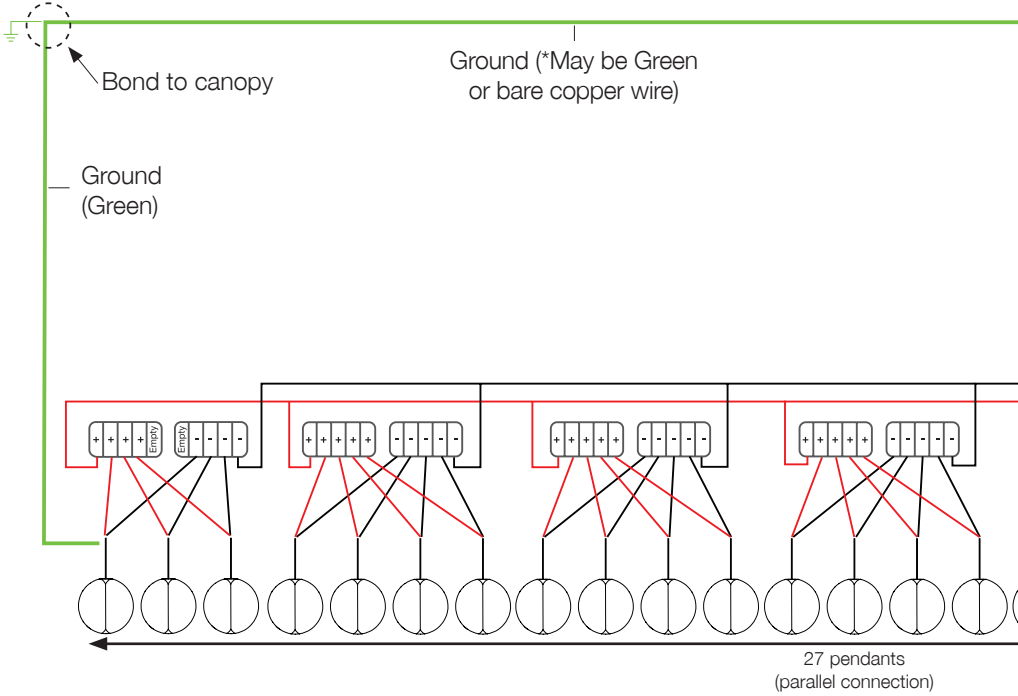 Bond to canopy
Ground (*May be Green
or bare copper wire)
Ground
(Green)
+ + + + Empty
Empty - - - -
+ + + + +
- - - - -
+ + + + +
- - - - -
+ + + + +
- - - - -
27 pendants
(parallel connection)